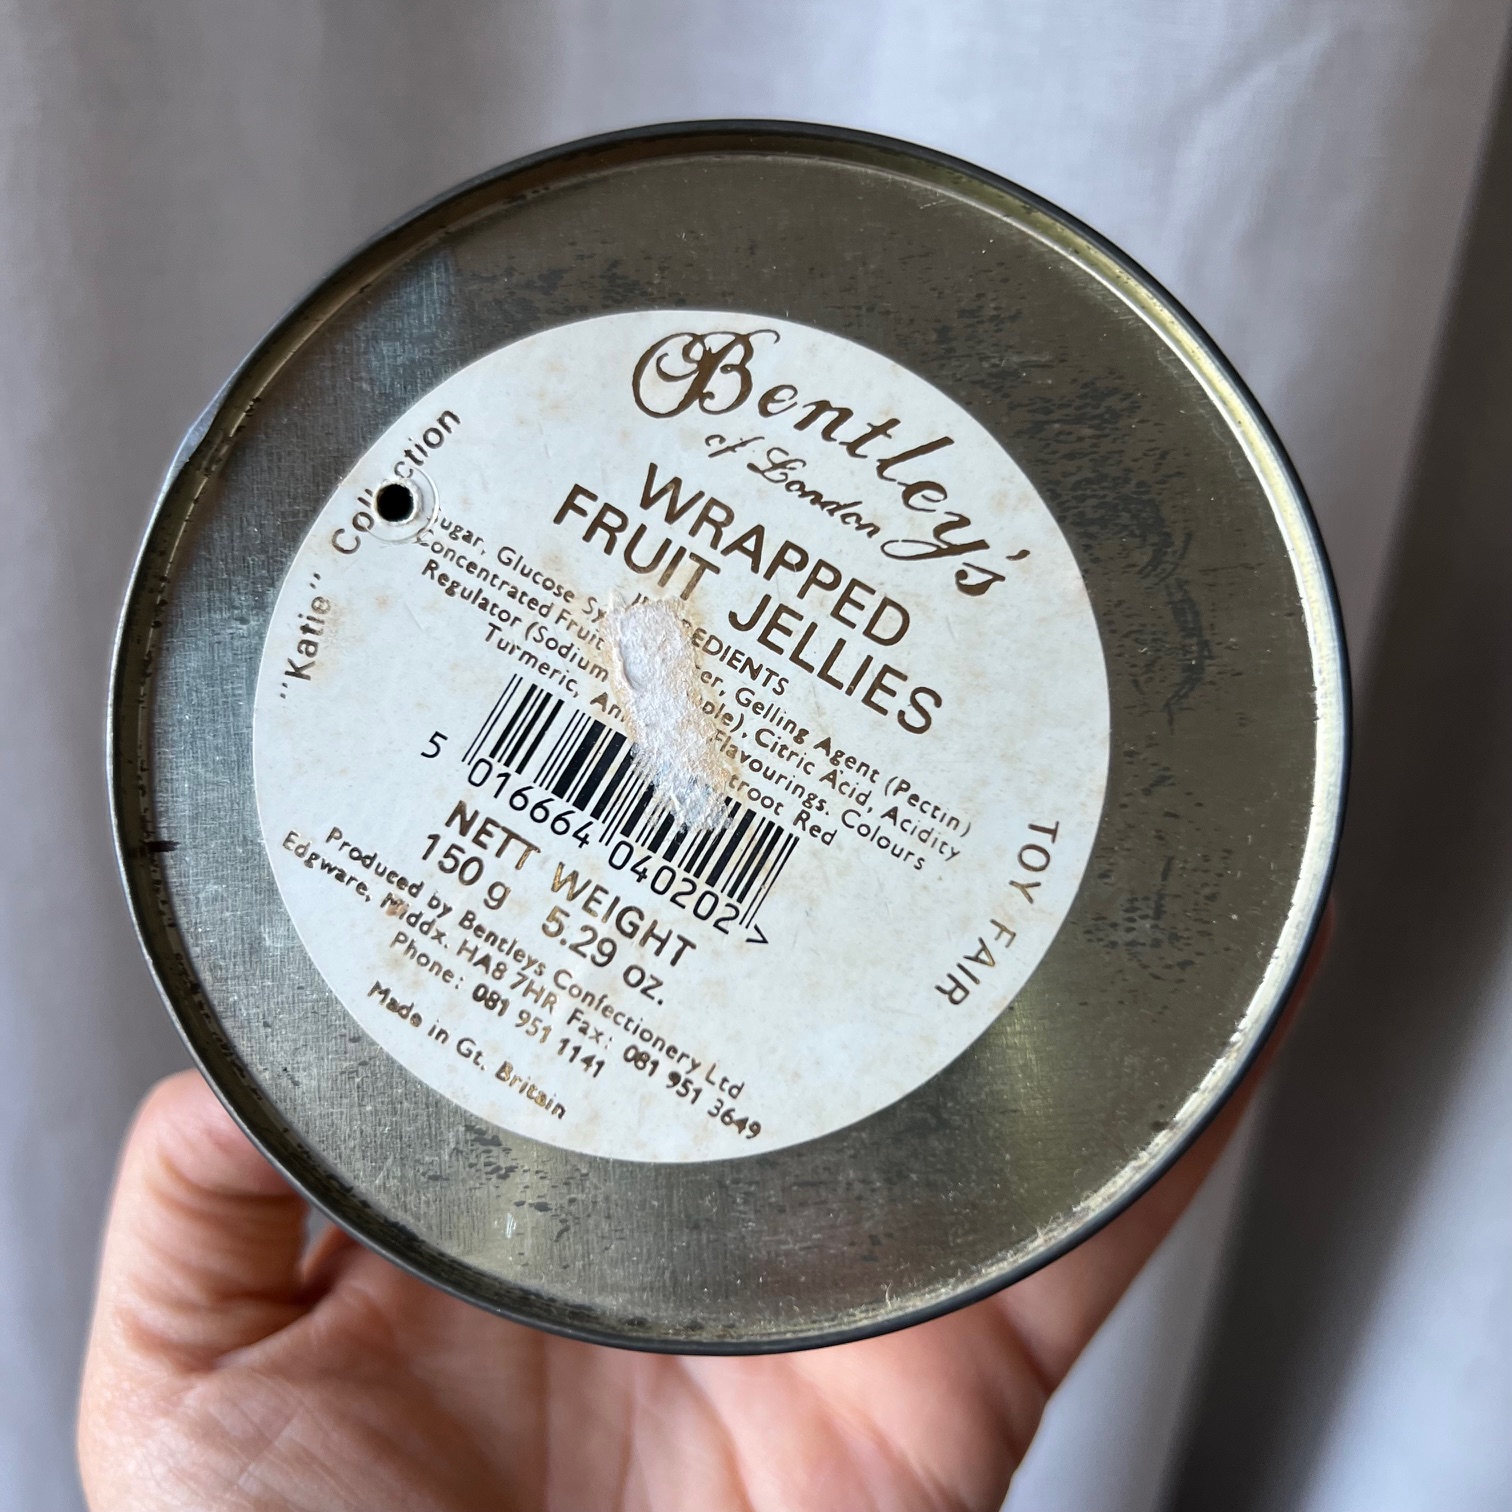 Bentley's
of London
WRAPPED
FRUIT JELLIES
"Katie" Collection
TOY FAIR
INGREDIENTS
Sugar, Glucose Gelling Agent (Pectin)
Concentrated Fruit Citric Acid, Acidity
Regulator (Sodium Flavourings. Colours
Turmeric, Red
5 016664 040202 >
NETT WEIGHT
150 g 5.29 oz.
Produced by Bentleys Confectionery Ltd
Edgware, Middx. HA8 7HR Fax: 081 951 3649
Phone: 081 951 1141
Made in Gt. Britain